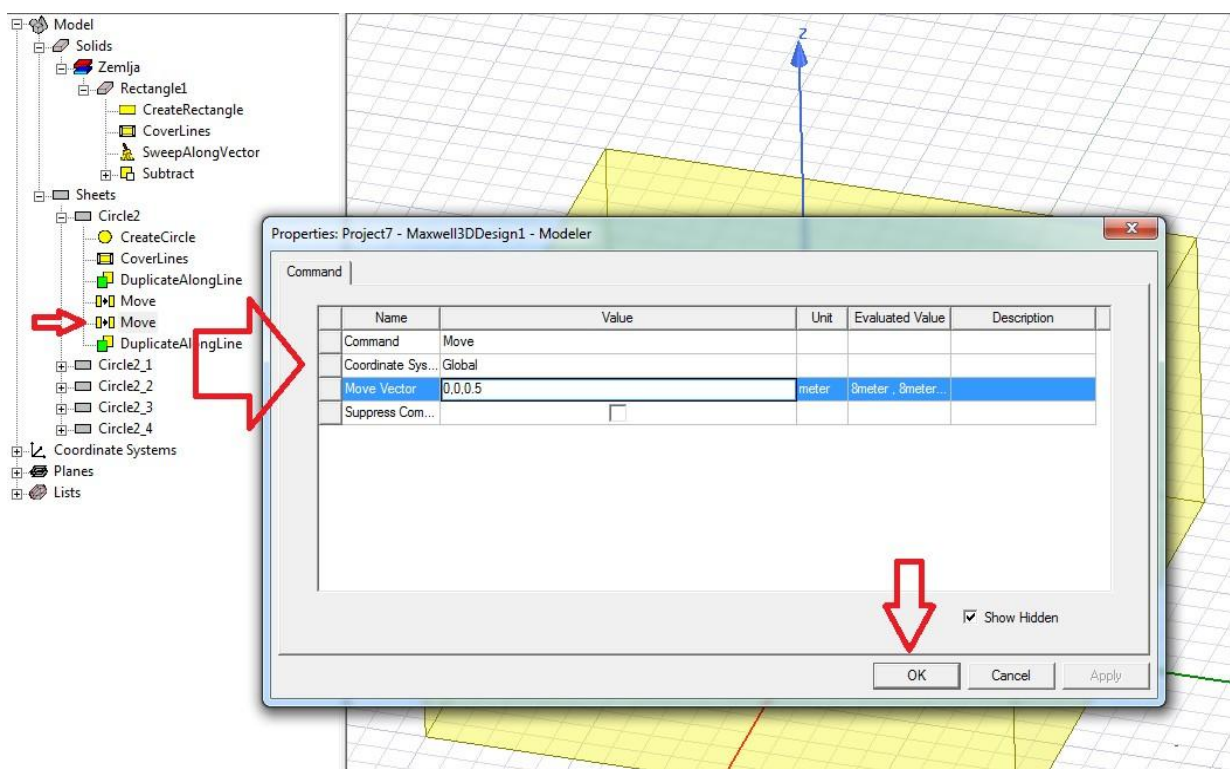 Model
Solids
Zemlja
Rectangle1
CreateRectangle
CoverLines
SweepAlongVector
Subtract
Sheets
Circle2
CreateCircle
CoverLines
DuplicateAlongLine
Move
Move
DuplicateAlongLine
Circle2_1
Circle2_2
Circle2_3
Circle2_4
Coordinate Systems
Planes
Lists
Z
Properties: Project7 - Maxwell3DDesign1 - Modeler
Command
Name Value Unit Evaluated Value Description
Command Move
Coordinate Sys... Global
Move Vector 0,0,0.5 meter 8meter , 8meter...
Suppress Com...
Show Hidden
OK Cancel Apply